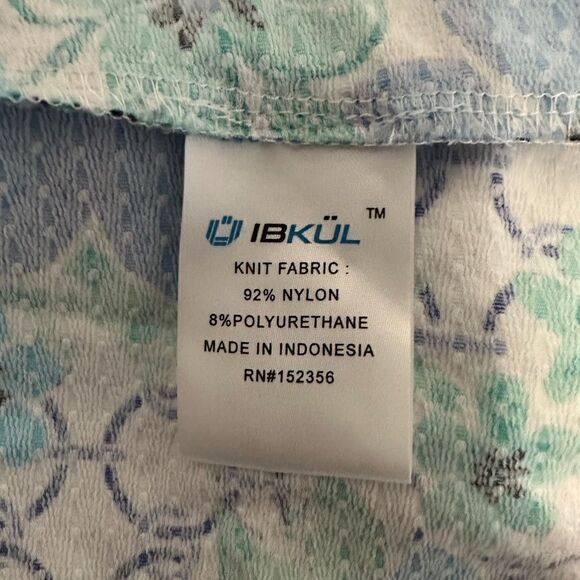 IBKÜL ™
KNIT FABRIC :
92% NYLON
8%POLYURETHANE
MADE IN INDONESIA
RN#152356